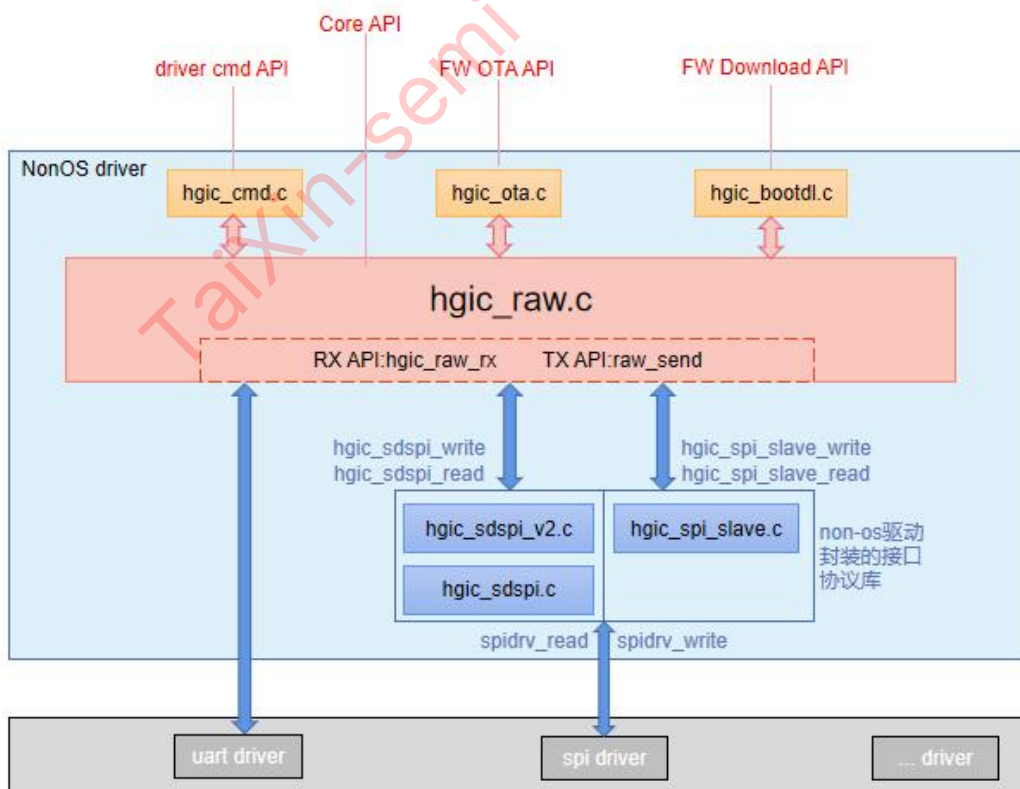 Core API
driver cmd API
FW OTA API
FW Download API
NonOS driver
hgic_cmd.c
hgic_ota.c
hgic_bootdl.c
hgic_raw.c
RX API:hgic_raw_rx
TX API:raw_send
hgic_sdspi_write
hgic_sdspi_read
hgic_spi_slave_write
hgic_spi_slave_read
hgic_sdspi_v2.c
hgic_spi_slave.c
hgic_sdspi.c
non-os驱动
封装的接口
协议库
spidrv_read
spidrv_write
uart driver
spi driver
... driver
TaiXin-semi